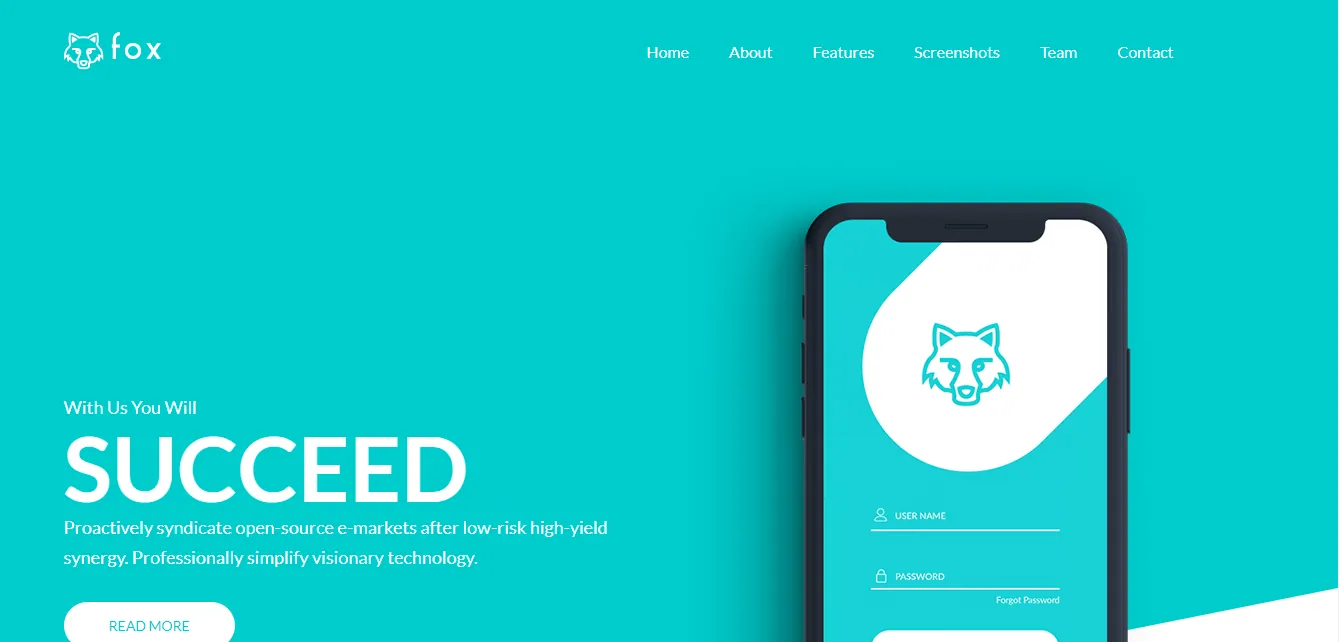 fox
Home About Features Screenshots Team Contact
With Us You Will
SUCCEED
Proactively syndicate open-source e-markets after low-risk high-yield
synergy. Professionally simplify visionary technology.
READ MORE
USER NAME
PASSWORD
Forgot Password